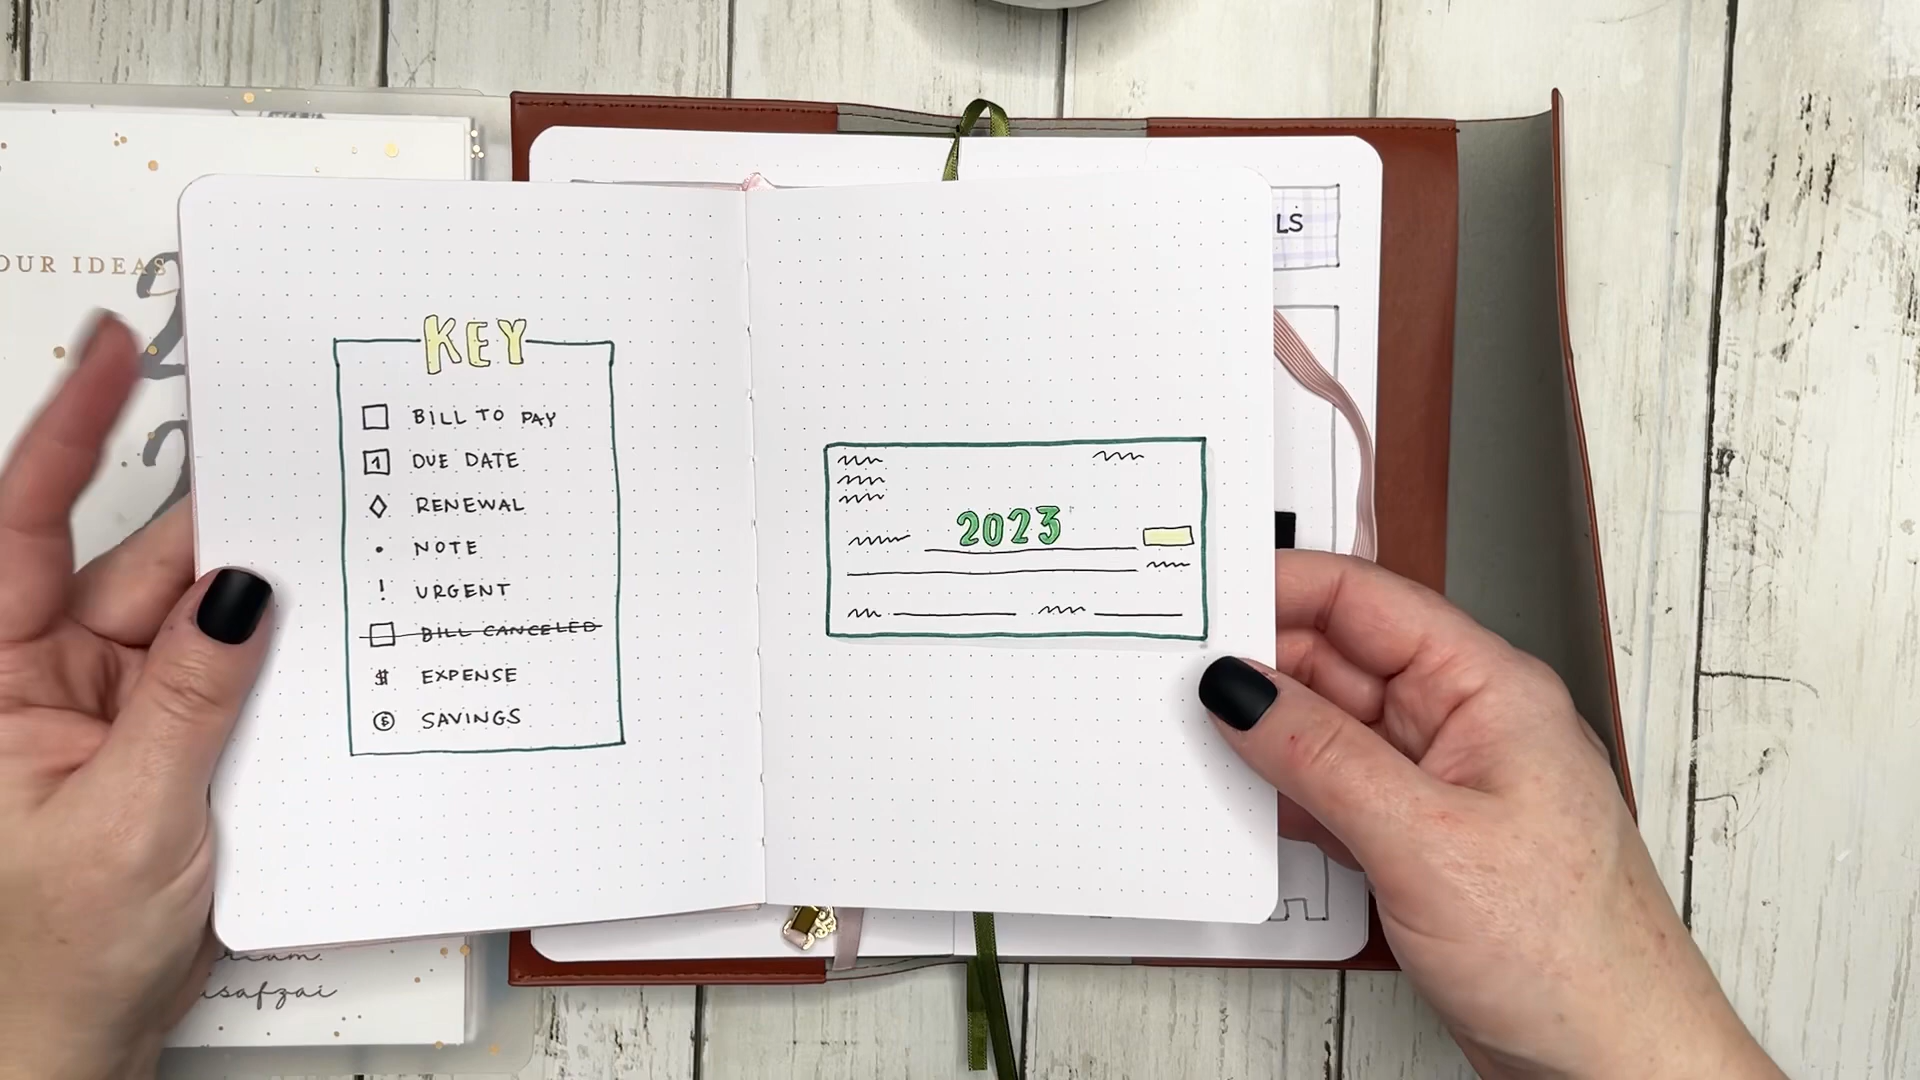 OUR IDEAS
KEY
BILL TO PAY
1 DUE DATE
RENEWAL
• NOTE
! URGENT
BILL CANCELED
$ EXPENSE
$ SAVINGS
2023
LS